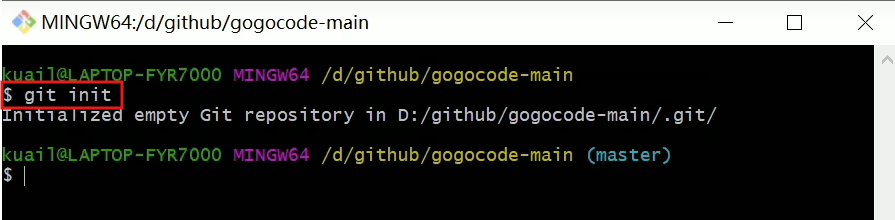 MINGW64:/d/github/gogocode-main
kuail@LAPTOP-FYR7000 MINGW64 /d/github/gogocode-main
$ git init
Initialized empty Git repository in D:/github/gogocode-main/.git/
kuail@LAPTOP-FYR7000 MINGW64 /d/github/gogocode-main (master)
$